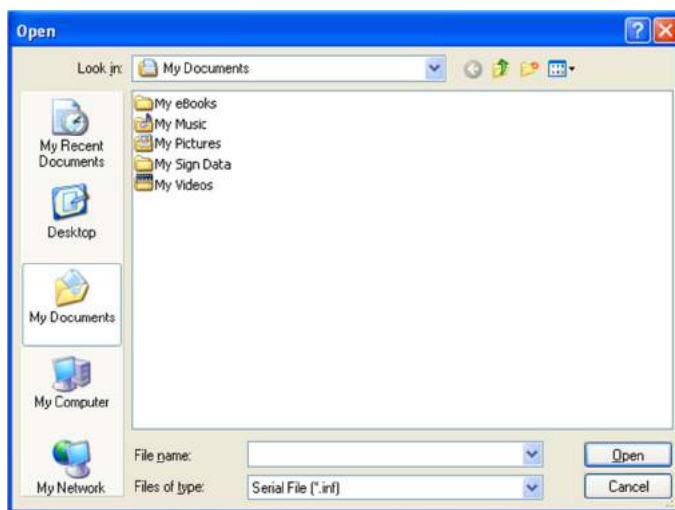 Open
Look in:
My Documents
My Recent
Documents
Desktop
My Documents
My Computer
My Network
My eBooks
My Music
My Pictures
My Sign Data
My Videos
File name:
Open
Files of type:
Serial File (*.inf)
Cancel